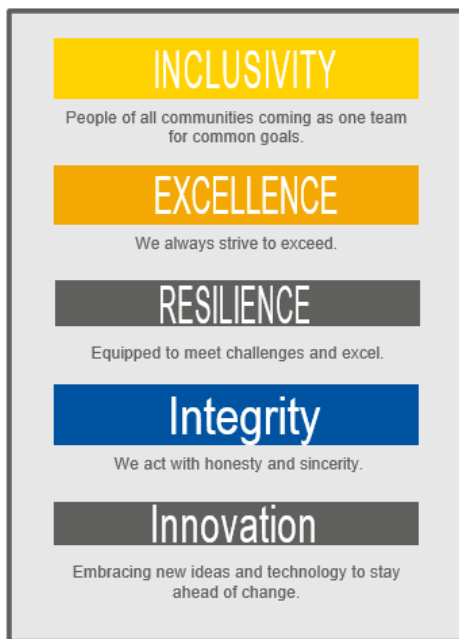 INCLUSIVITY
People of all communities coming as one team
for common goals.
EXCELLENCE
We always strive to exceed.
RESILIENCE
Equipped to meet challenges and excel.
Integrity
We act with honesty and sincerity.
Innovation
Embracing new ideas and technology to stay
ahead of change.